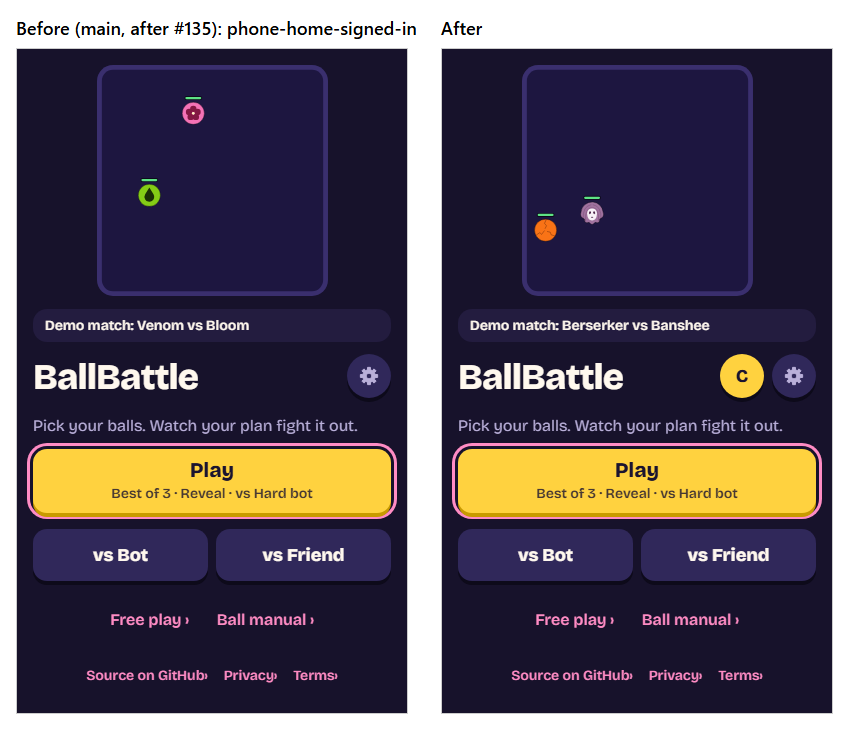 Before (main, after #135): phone-home-signed-in
Demo match: Venom vs Bloom
BallBattle
Pick your balls. Watch your plan fight it out.
Play
Best of 3 · Reveal · vs Hard bot
vs Bot
vs Friend
Free play ›
Ball manual ›
Source on GitHub›
Privacy›
Terms›
After
Demo match: Berserker vs Banshee
BallBattle
C
Pick your balls. Watch your plan fight it out.
Play
Best of 3 · Reveal · vs Hard bot
vs Bot
vs Friend
Free play ›
Ball manual ›
Source on GitHub›
Privacy›
Terms›